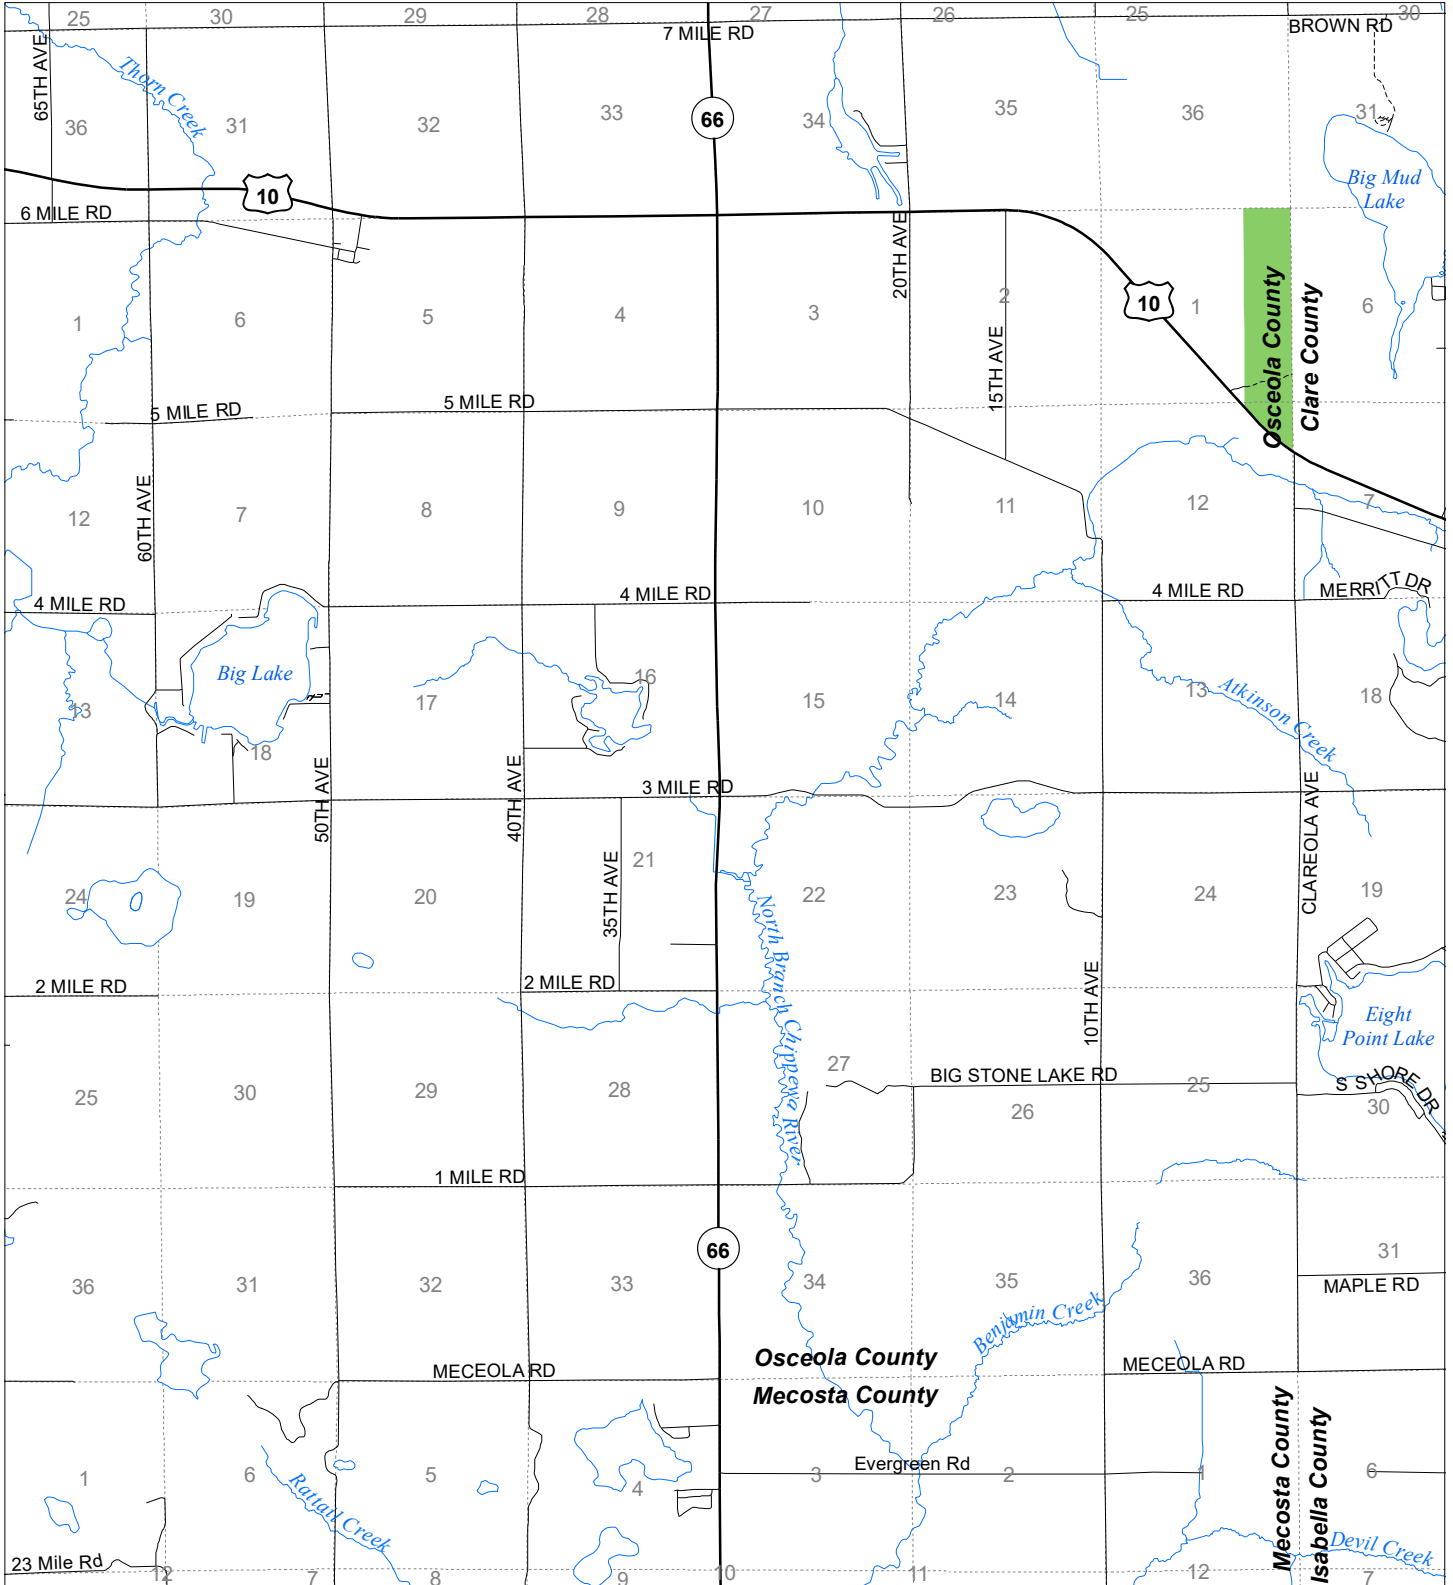 25
30
29
28
27
26
25
30
7 MILE RD
BROWN RD
65TH AVE
Thorn Creek
36
31
32
33
66
34
35
36
31
Big Mud
Lake
10
6 MILE RD
20TH AVE
1
6
5
4
3
2
15TH AVE
10
1
Osceola County
Clare County
6
5 MILE RD
5 MILE RD
60TH AVE
12
7
8
9
10
11
12
7
4 MILE RD
4 MILE RD
4 MILE RD
MERRITT DR
Big Lake
13
18
17
16
15
14
13
Atkinson Creek
18
50TH AVE
40TH AVE
3 MILE RD
CLAREOLA AVE
24
19
20
35TH AVE
21
22
23
24
19
North Branch Chippewa River
2 MILE RD
2 MILE RD
10TH AVE
Eight
Point Lake
25
30
29
28
27
BIG STONE LAKE RD
26
25
S SHORE DR
30
1 MILE RD
66
36
31
32
33
34
35
36
31
MAPLE RD
Benjamin Creek
Osceola County
Mecosta County
MECEOLA RD
MECEOLA RD
Mecosta County
Isabella County
1
6
5
4
3
Evergreen Rd
2
1
6
Rattail Creek
Devil Creek
23 Mile Rd
12
7
8
9
10
11
12
7